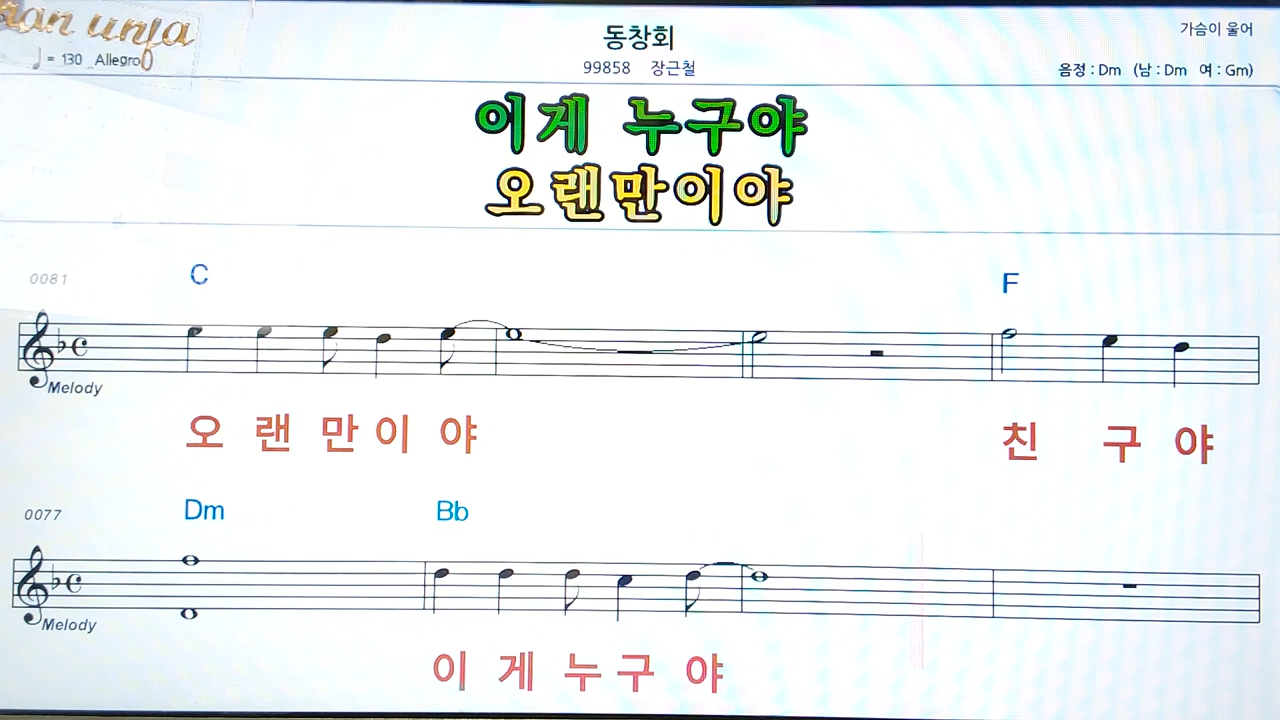 동창회
가슴이 울어
♩ = 130 Allegro
99858 장근철
음정 : Dm (남 : Dm 여 : Gm)
이게 누구야
오랜만이야
0081
C
F
Melody
오 랜 만 이 야 친 구 야
0077
Dm
Bb
Melody
이 게 누 구 야